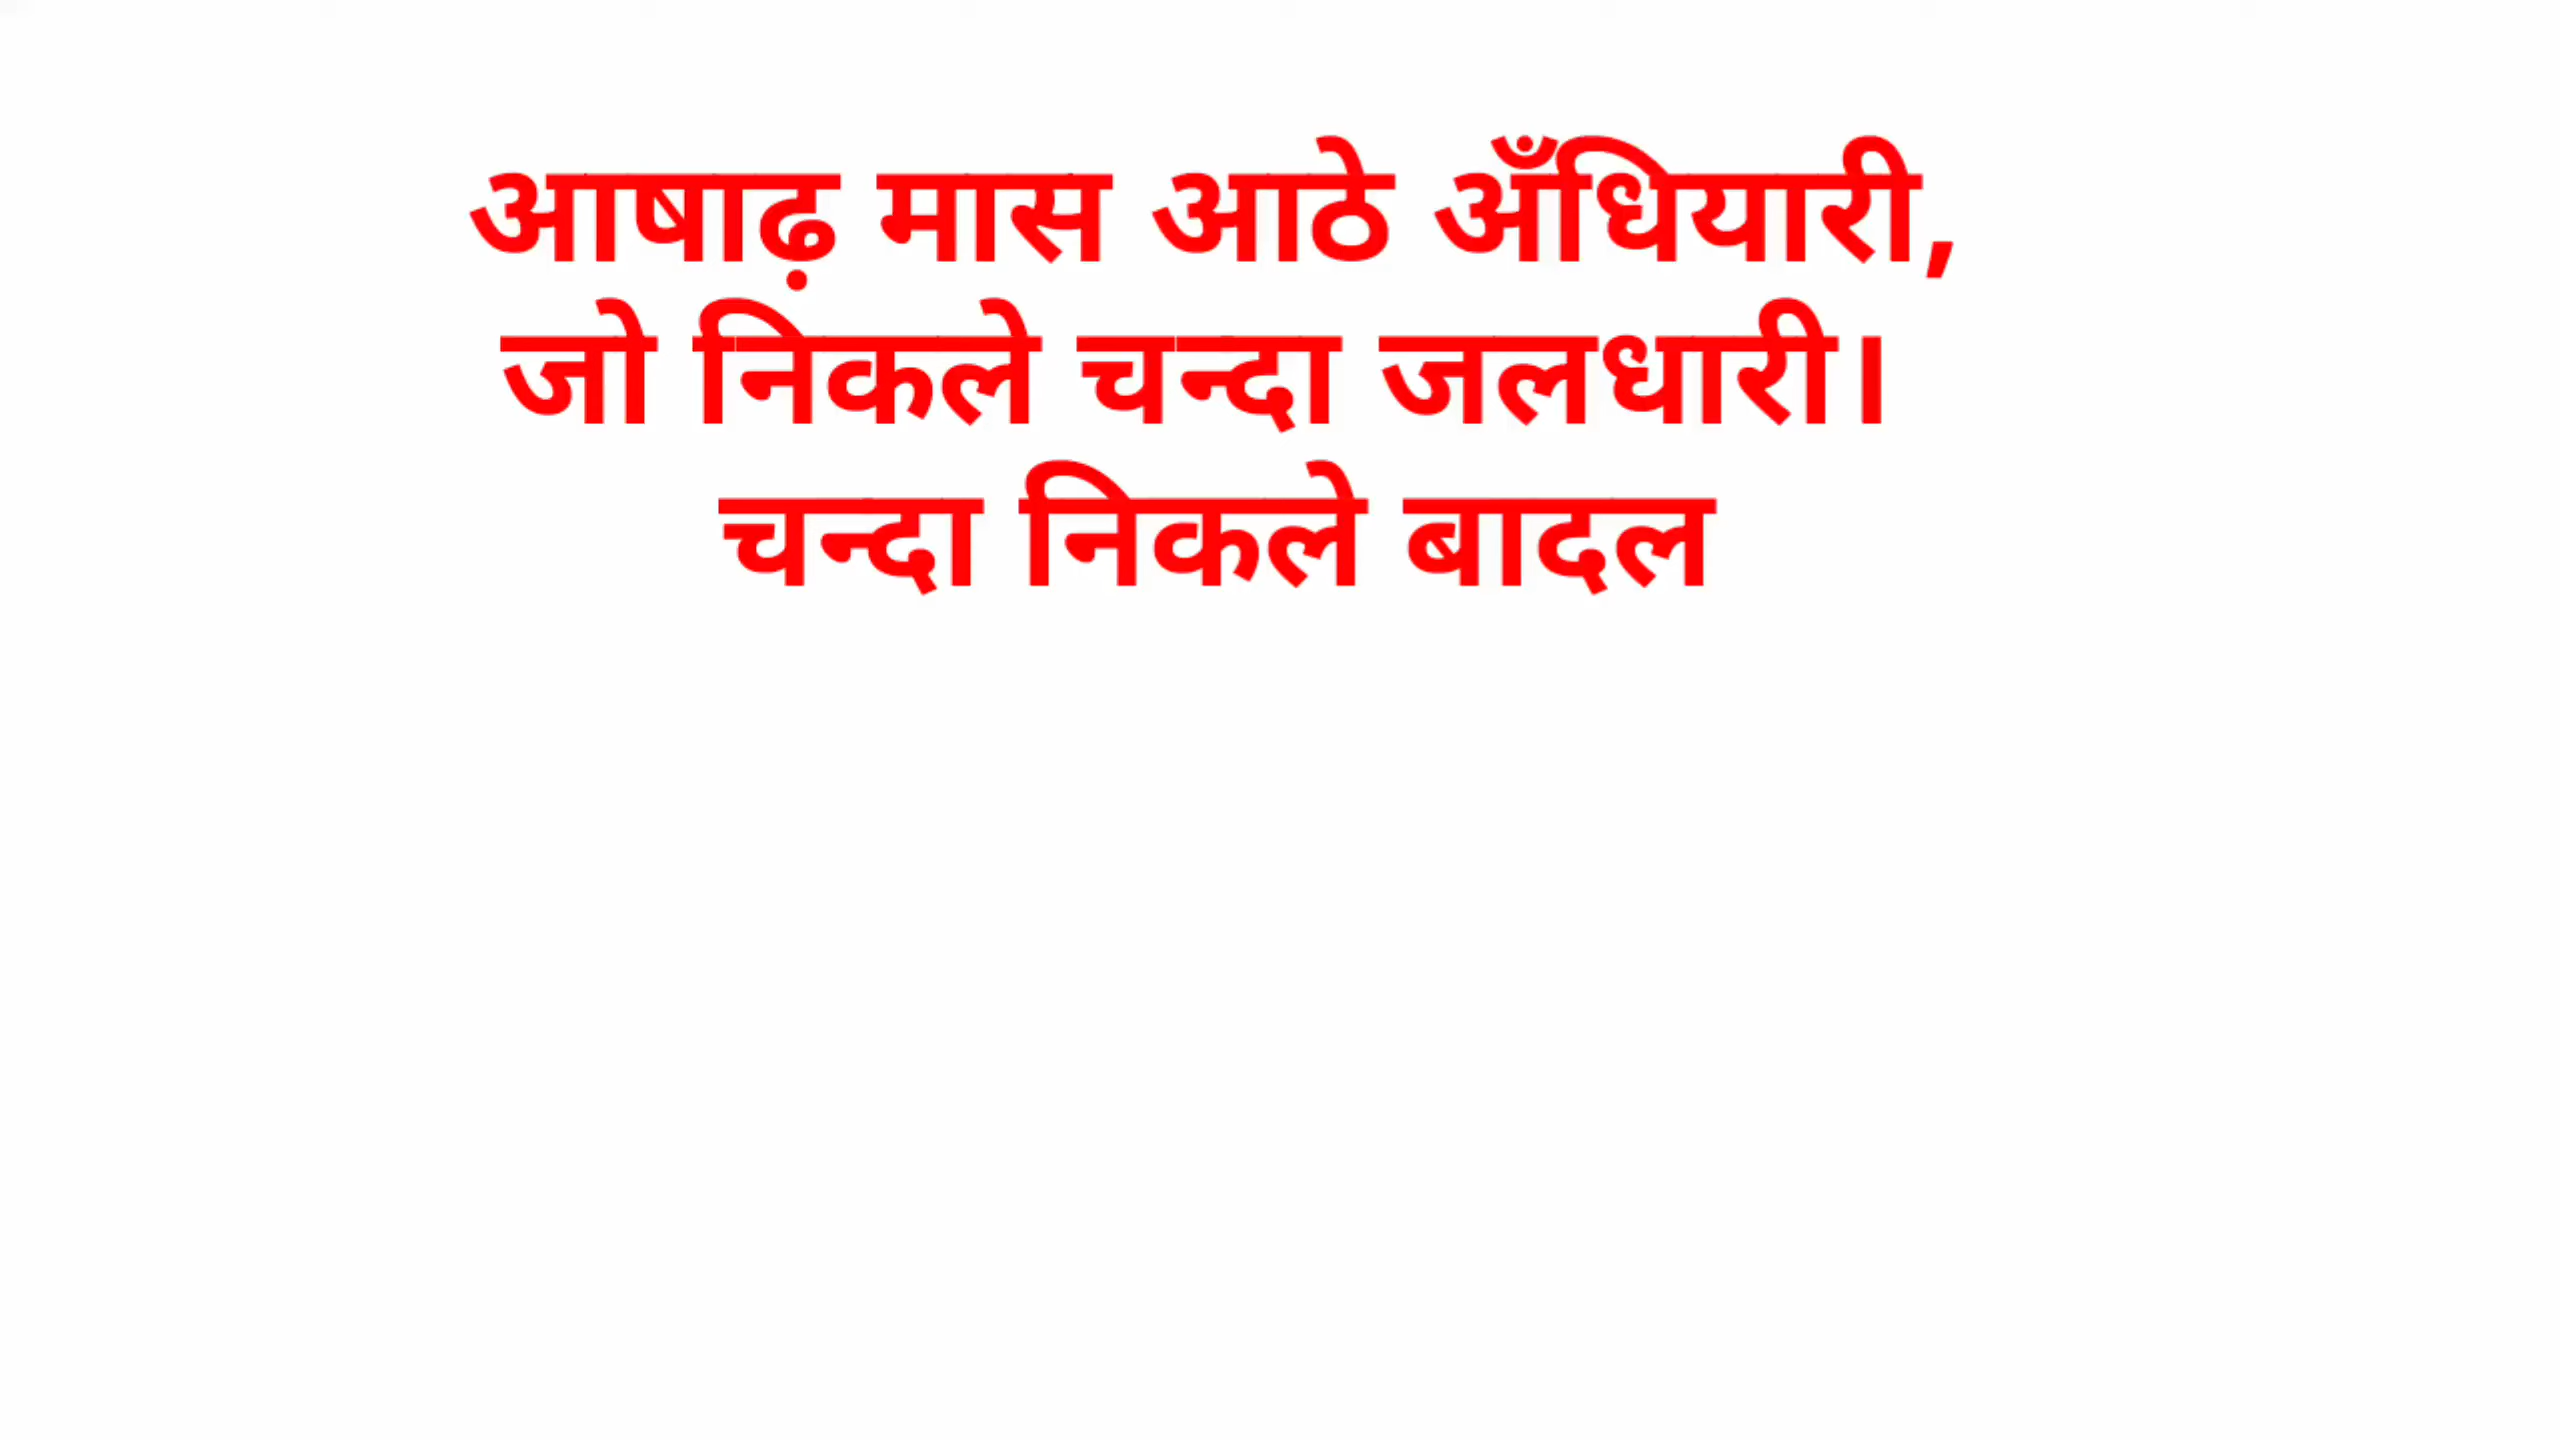 आषाढ़ मास आठे अँधियारी,
जो निकले चन्दा जलधारी।
चन्दा निकले बादल